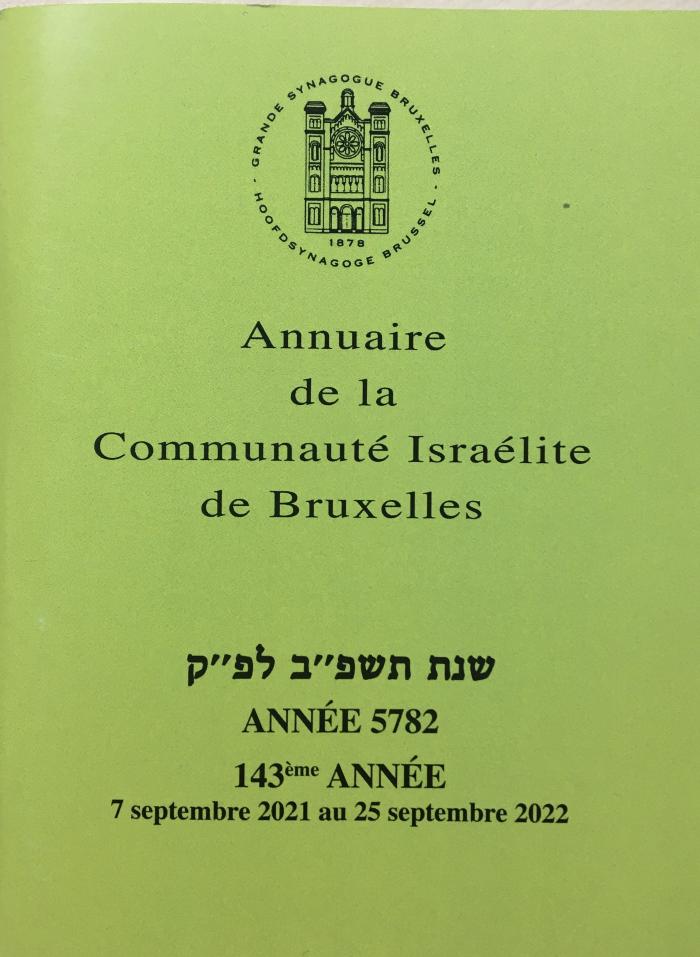 GRANDE SYNAGOGUE BRUXELLES
1878
HOOFDSYNAGOGE BRUSSEL
Annuaire
de la
Communauté Israélite
de Bruxelles
שנת תשפ״ב לפ״ק
ANNÉE 5782
143ème ANNÉE
7 septembre 2021 au 25 septembre 2022